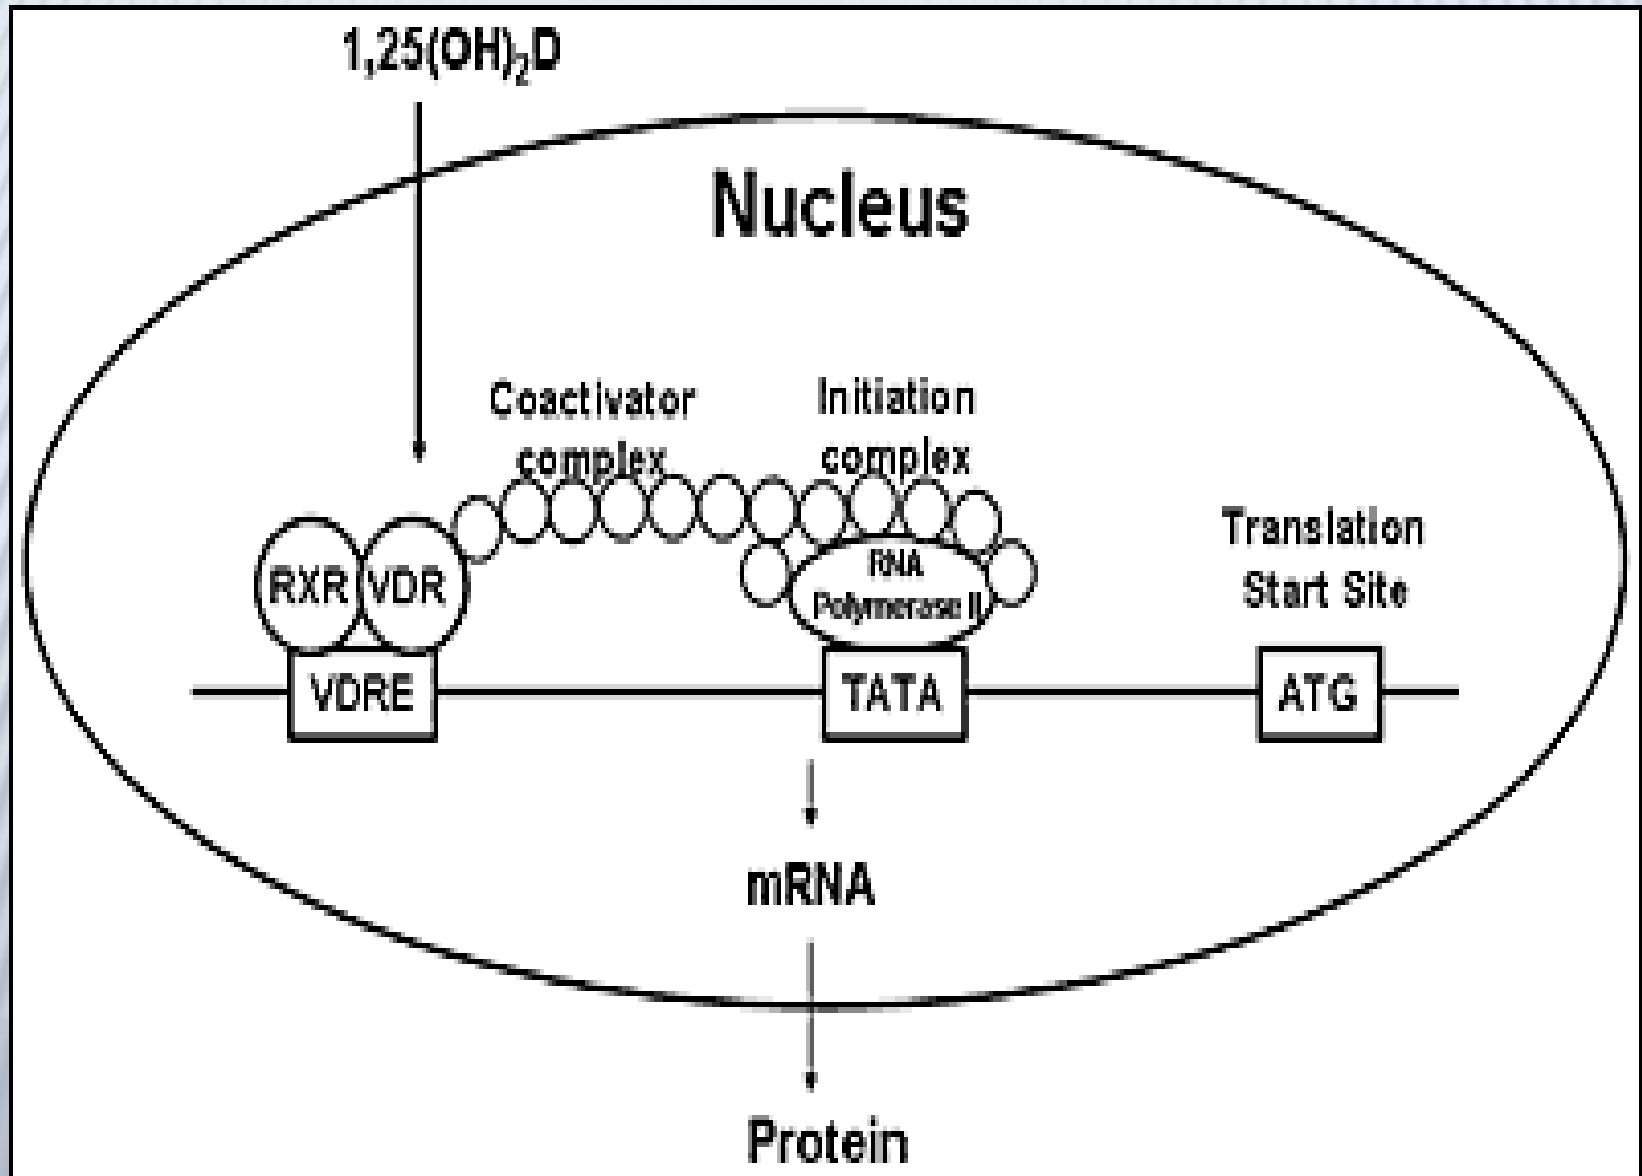 1,25(OH)₂D
Nucleus
Coactivator
complex
Initiation
complex
Translation
Start Site
RXR
VDR
RNA
Polymerase II
VDRE
TATA
ATG
mRNA
Protein